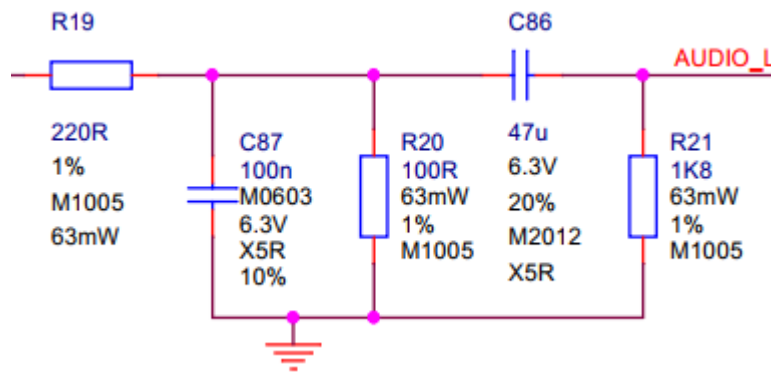 R19
220R
1%
M1005
63mW
C87
100n
M0603
6.3V
X5R
10%
R20
100R
63mW
1%
M1005
C86
47u
6.3V
20%
M2012
X5R
AUDIO_L
R21
1K8
63mW
1%
M1005